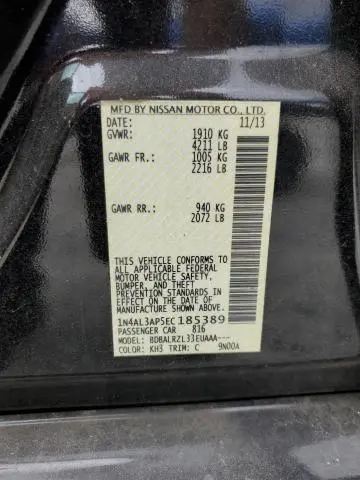 MFD BY NISSAN MOTOR CO., LTD.
DATE: 11/13
GVWR: 1910 KG
4211 LB
GAWR FR.: 1005 KG
2216 LB
GAWR RR.: 940 KG
2072 LB
THIS VEHICLE CONFORMS TO
ALL APPLICABLE FEDERAL
MOTOR VEHICLE SAFETY,
BUMPER, AND THEFT
PREVENTION STANDARDS IN
EFFECT ON THE DATE OF
MANUFACTURE SHOWN ABOVE.
1N4AL3AP5EC185389
PASSENGER CAR 816
MODEL: BDBALRZL33EUAAA---
COLOR: KH3 TRIM: C 9N00A